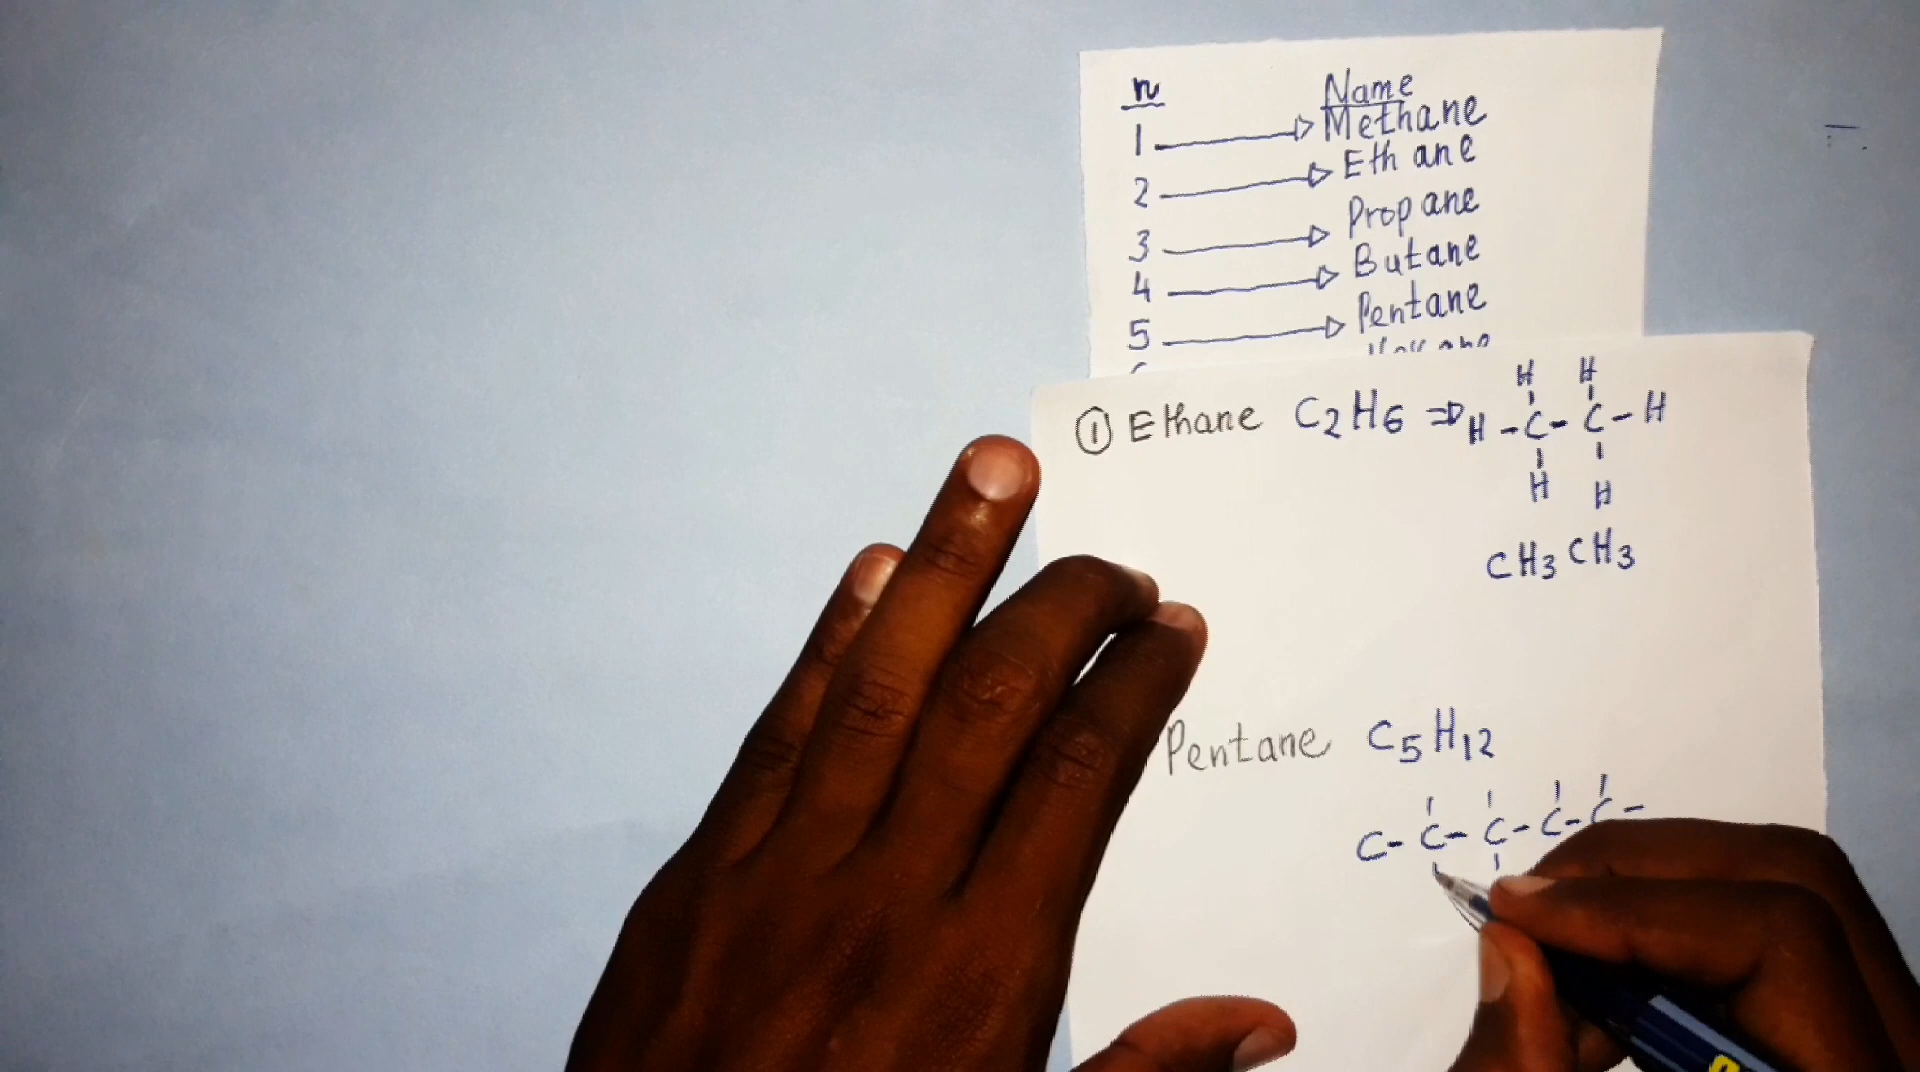 n Name
1 → Methane
2 → Ethane
3 → Propane
4 → Butane
5 → Pentane
① Ethane C2H6 ⇒
H H
H - C - C - H
H H
CH3 CH3
Pentane C5H12
C - C - C - C - C -